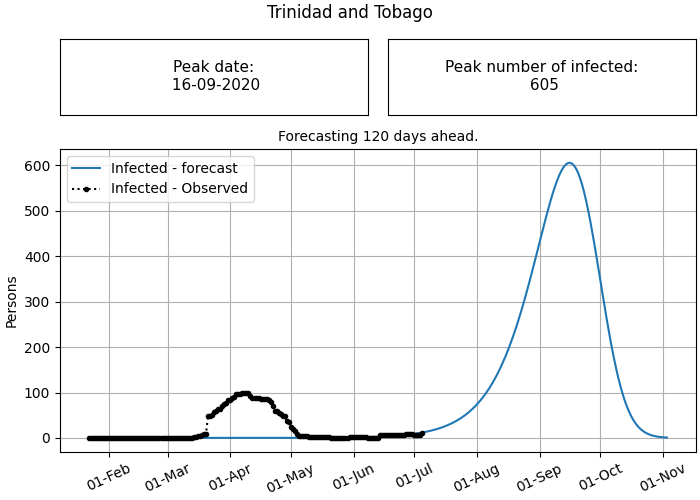 Trinidad and Tobago
Peak date:
16-09-2020
Peak number of infected:
605
Forecasting 120 days ahead.
Infected - forecast
Infected - Observed
600
500
400
300
200
100
0
Persons
01-Feb
01-Mar
01-Apr
01-May
01-Jun
01-Jul
01-Aug
01-Sep
01-Oct
01-Nov